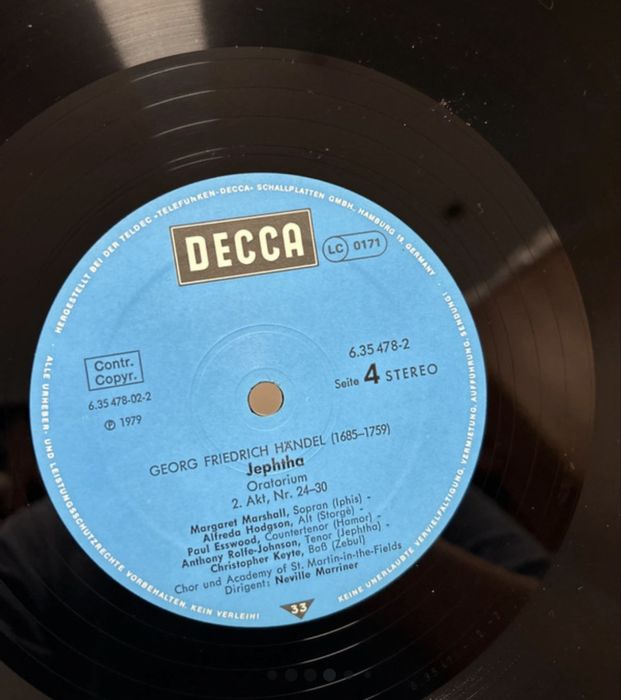 HERGESTELLT BEI DER TELDEC »TELEFUNKEN-DECCA« SCHALLPLATTEN GMBH, HAMBURG 19, GERMANY ·
DECCA
LC 0171
Contr.
Copyr.
6.35 478-02-2
Ⓟ 1979
6.35 478-2
Seite 4 STEREO
GEORG FRIEDRICH HÄNDEL (1685–1759)
Jephtha
Oratorium
2. Akt, Nr. 24–30
Margaret Marshall, Sopran (Iphis) -
Alfreda Hodgson, Alt (Storgè) -
Paul Esswood, Countertenor (Hamor) -
Anthony Rolfe-Johnson, Tenor (Jephtha) -
Christopher Keyte, Baß (Zebul)
Chor und Academy of St. Martin-in-the-Fields
Dirigent: Neville Marriner
33
ALLE URHEBER- UND LEISTUNGSSCHUTZRECHTE VORBEHALTEN. KEIN VERLEIH!
KEINE UNERLAUBTE VERVIELFÄLTIGUNG, VERMIETUNG, AUFFÜHRUNG, SENDUNG!